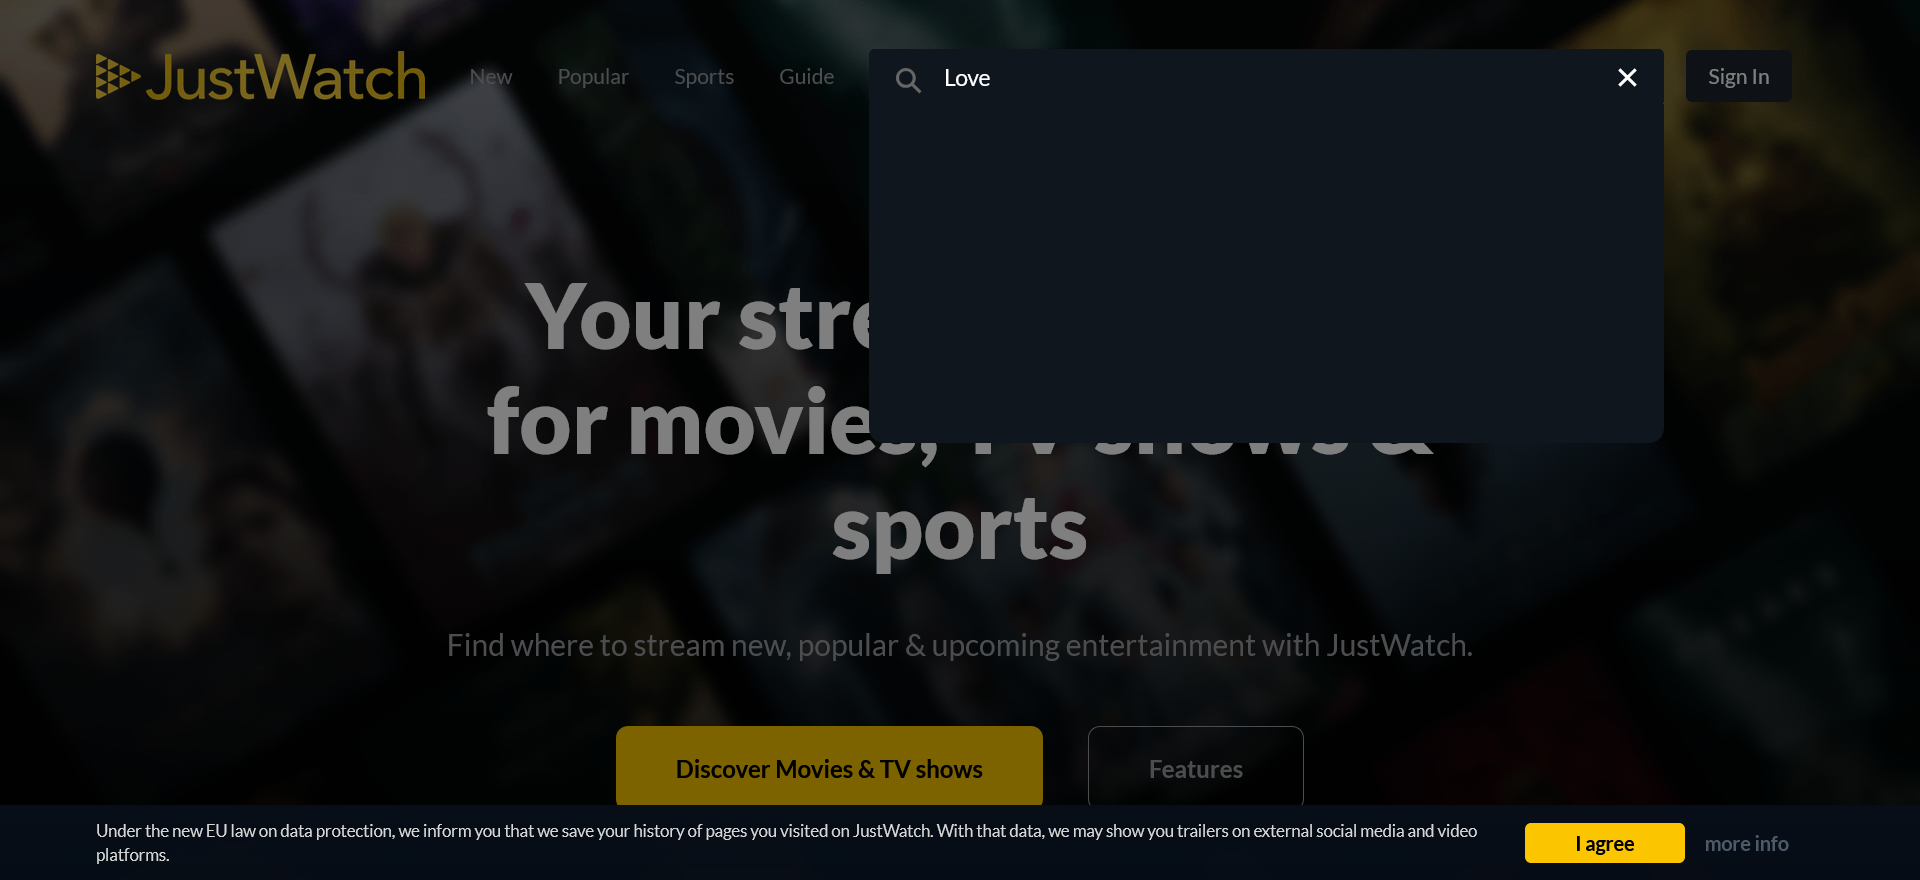 JustWatch
New
Popular
Sports
Guide
Love
Sign In
Your stre
for movies, TV shows &
sports
Find where to stream new, popular & upcoming entertainment with JustWatch.
Discover Movies & TV shows
Features
Under the new EU law on data protection, we inform you that we save your history of pages you visited on JustWatch. With that data, we may show you trailers on external social media and video
platforms.
I agree
more info